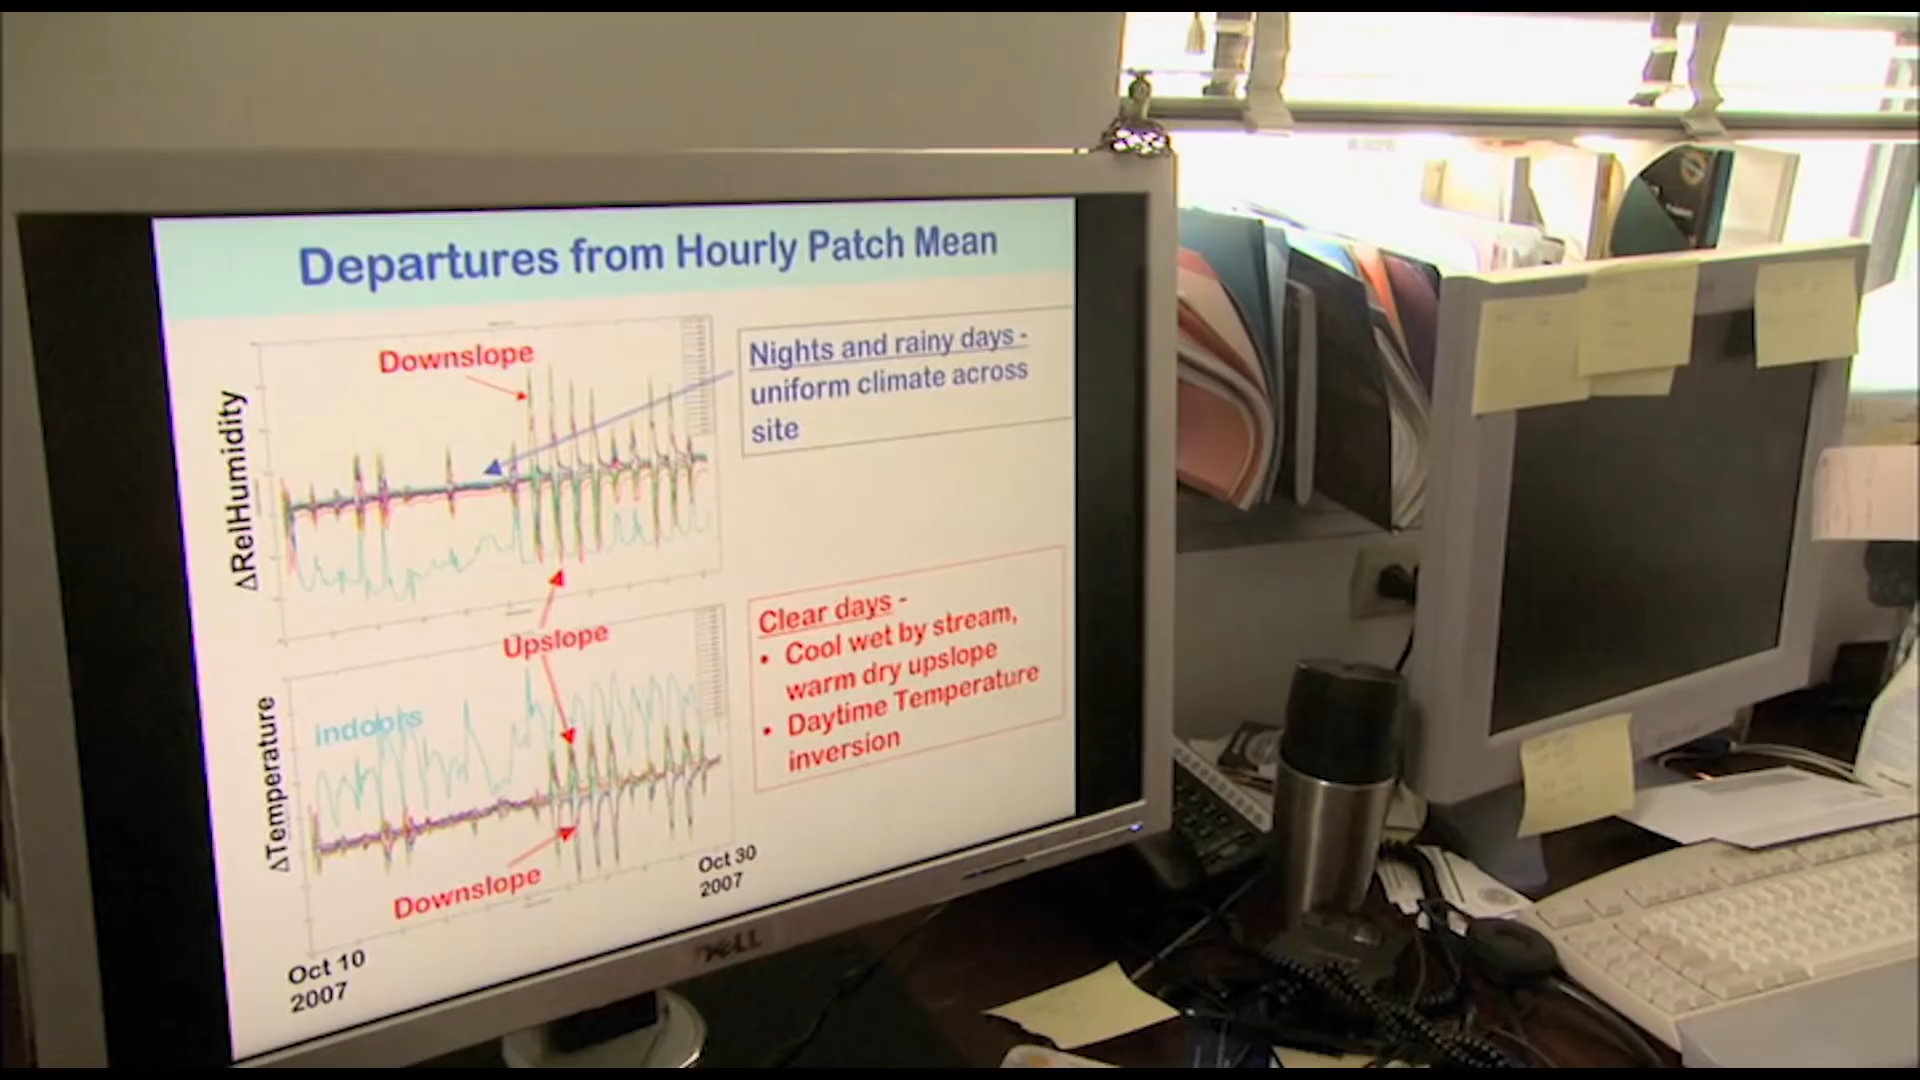 Departures from Hourly Patch Mean
Downslope
Nights and rainy days -
uniform climate across
site
ΔRelHumidity
Upslope
Clear days -
• Cool wet by stream,
warm dry upslope
• Daytime Temperature
inversion
indoors
ΔTemperature
Downslope
Oct 10
2007
Oct 30
2007
DELL